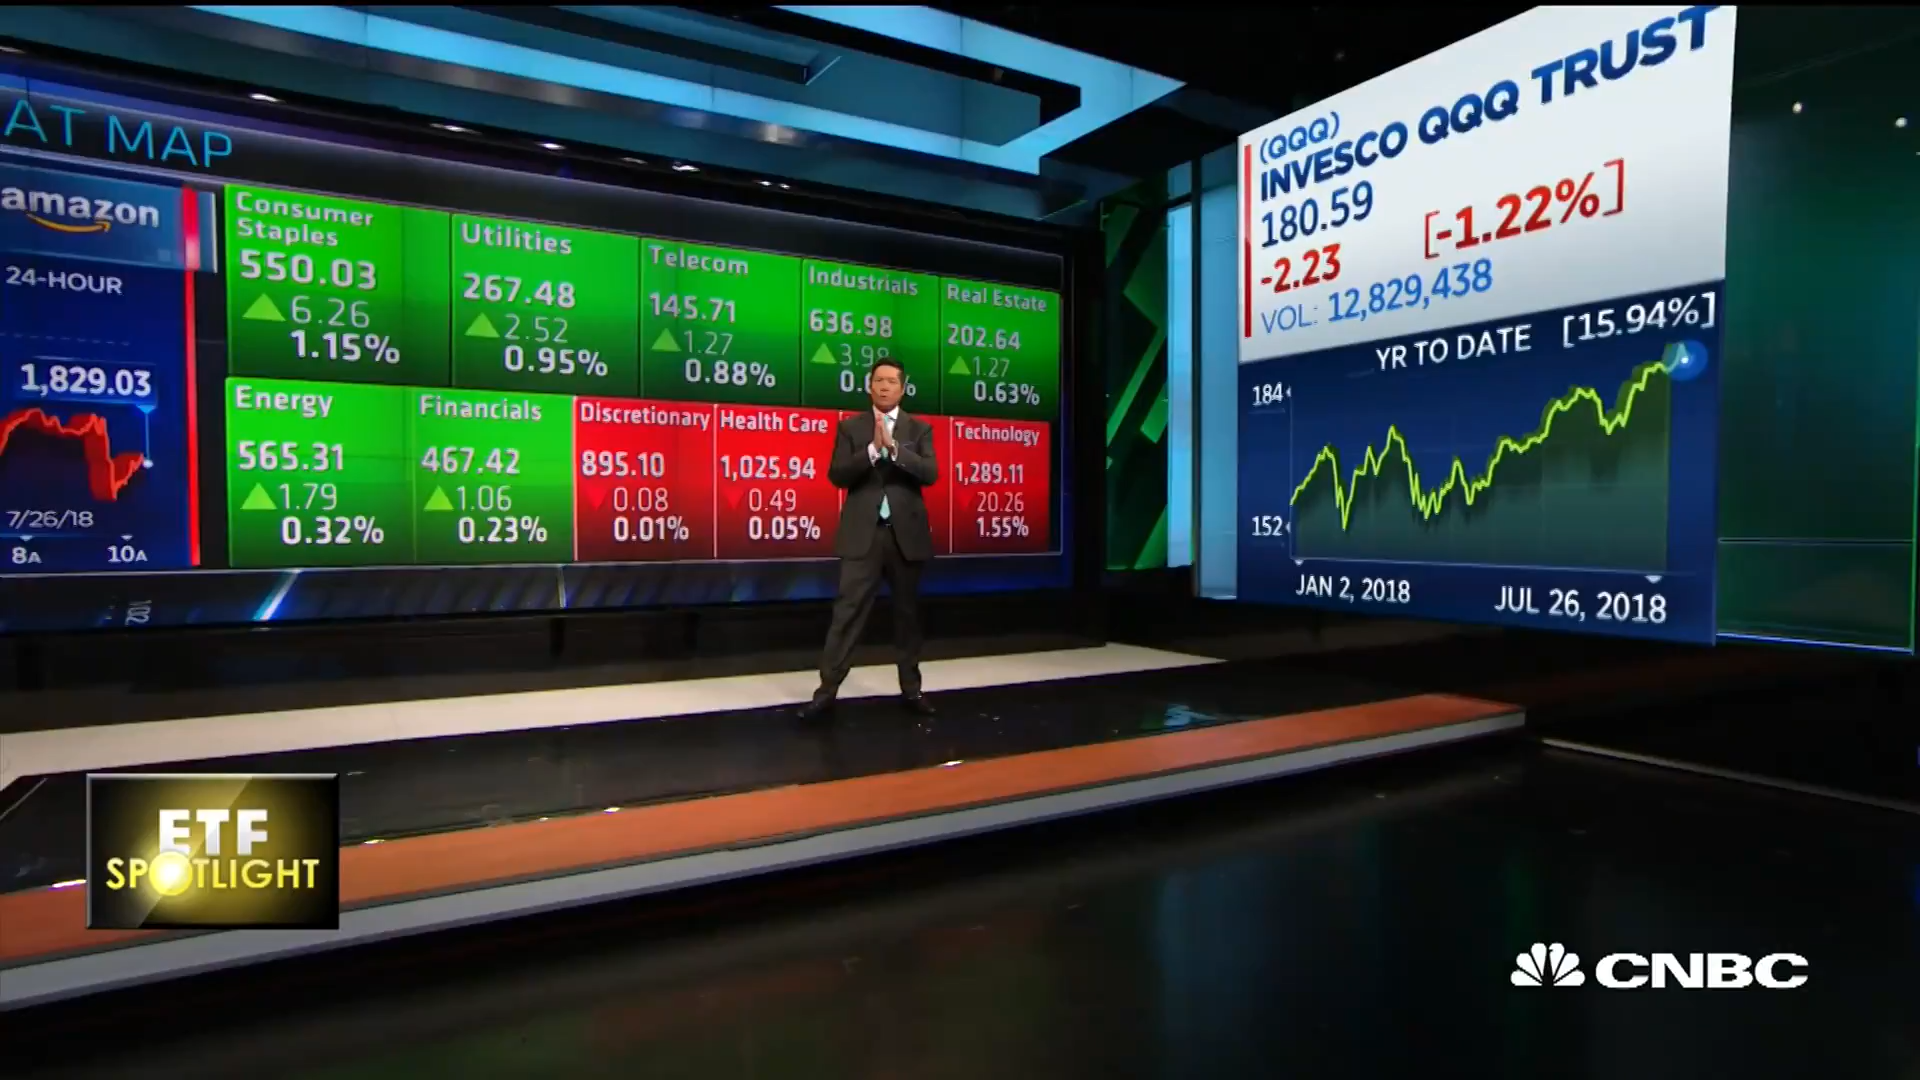 AT MAP
amazon
24-HOUR
1,829.03
7/26/18
8A 10A
Consumer
Staples
550.03
6.26
1.15%
Utilities
267.48
2.52
0.95%
Telecom
145.71
1.27
0.88%
Industrials
636.98
3.9
Real Estate
202.64
1.27
0.63%
Energy
565.31
1.79
0.32%
Financials
467.42
1.06
0.23%
Discretionary
895.10
0.08
0.01%
Health Care
1,025.94
0.49
0.05%
Technology
1,289.11
20.26
1.55%
(QQQ)
INVESCO QQQ TRUST
180.59
-2.23 [-1.22%]
VOL: 12,829,438
YR TO DATE [15.94%]
184
152
JAN 2, 2018 JUL 26, 2018
ETF
SPOTLIGHT
CNBC